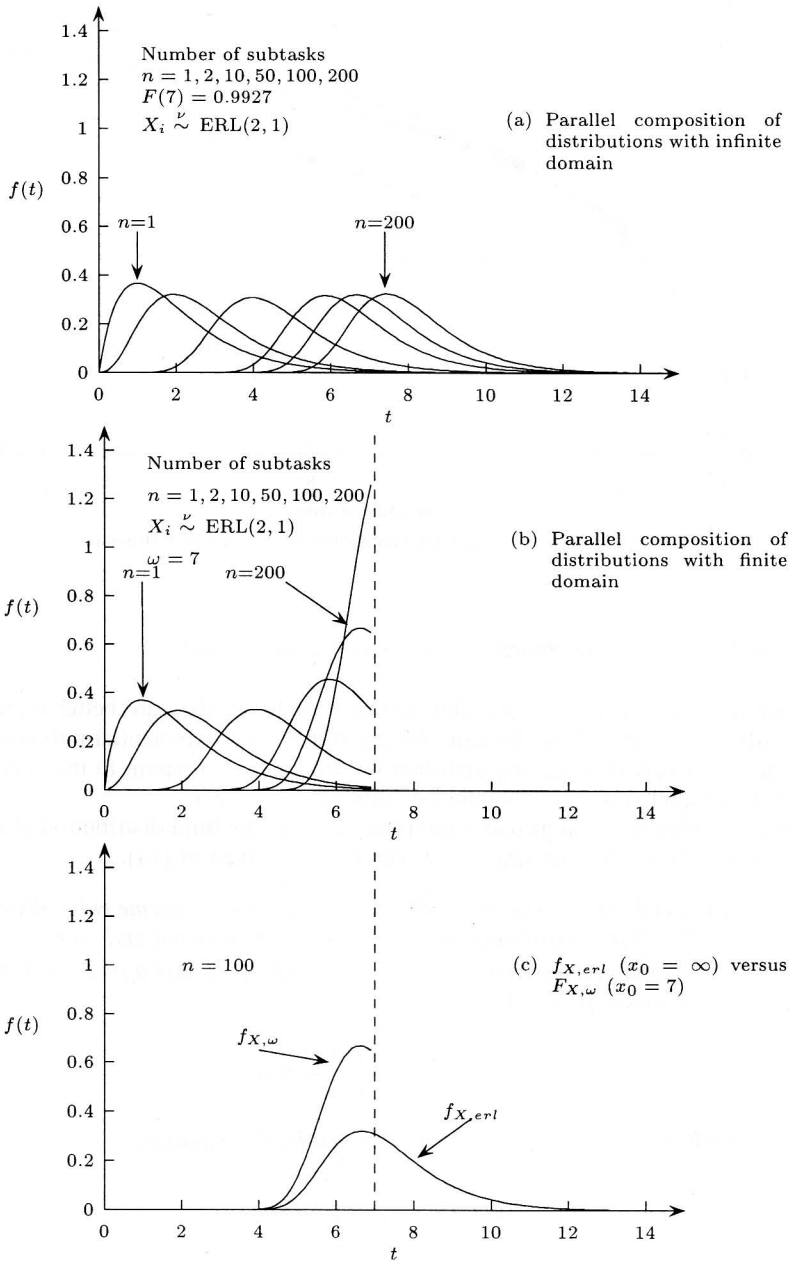 1.4
Number of subtasks
1.2
n = 1, 2, 10, 50, 100, 200
F(7) = 0.9927
1
X_i ν∼ ERL(2,1)
(a) Parallel composition of
distributions with infinite
domain
0.8
f(t)
0.6
n=1
n=200
0.4
0.2
0
0 2 4 6 8 10 12 14
t
1.4
Number of subtasks
n = 1, 2, 10, 50, 100, 200
1.2
X_i ν∼ ERL(2,1)
1
ω = 7
(b) Parallel composition of
distributions with finite
domain
n=1
n=200
0.8
f(t)
0.6
0.4
0.2
0
0 2 4 6 8 10 12 14
t
1.4
1.2
1
n = 100
(c) f_{X,erl} (x_0 = ∞) versus
F_{X,ω} (x_0 = 7)
0.8
f(t)
f_{X,ω}
0.6
0.4
f_{X,erl}
0.2
0
0 2 4 6 8 10 12 14
t